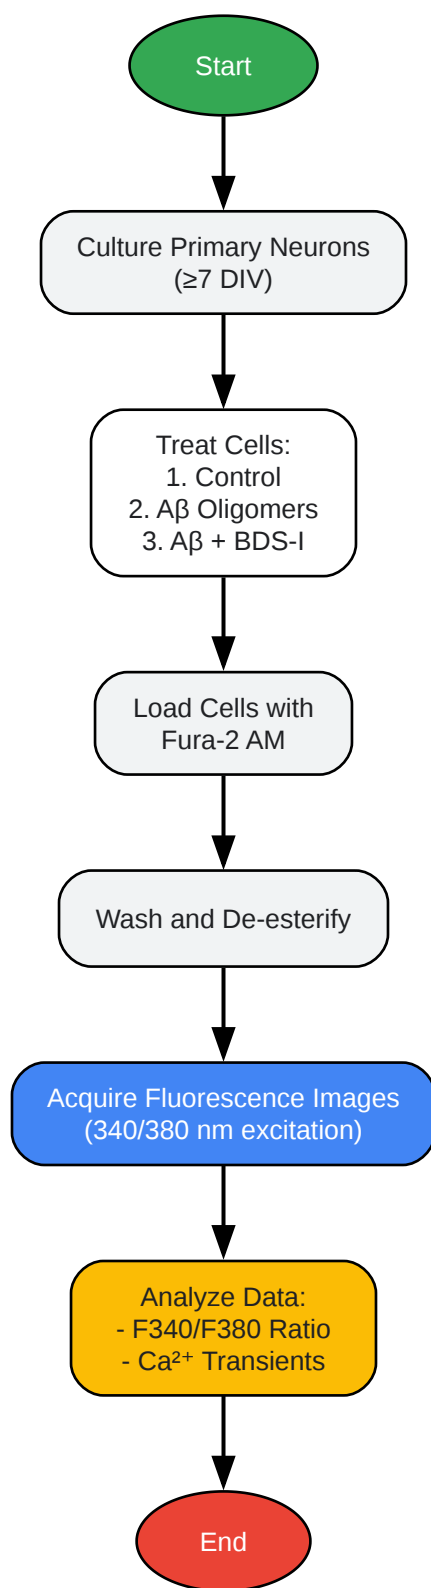 Start
Culture Primary Neurons
(≥7 DIV)
Treat Cells:
1. Control
2. Aβ Oligomers
3. Aβ + BDS-I
Load Cells with
Fura-2 AM
Wash and De-esterify
Acquire Fluorescence Images
(340/380 nm excitation)
Analyze Data:
- F340/F380 Ratio
- Ca²⁺ Transients
End